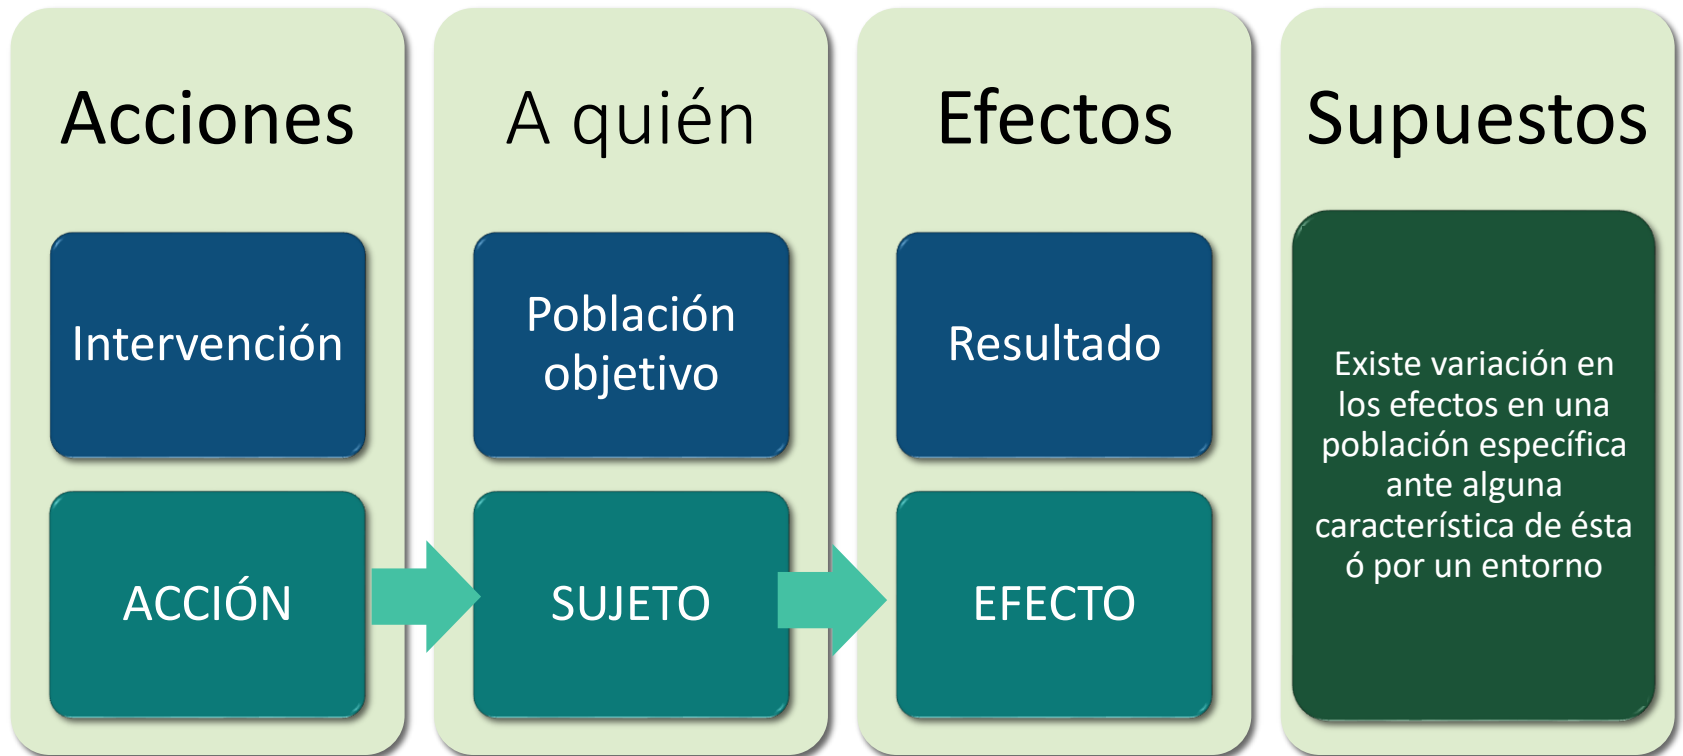 Acciones
Intervención
ACCIÓN
A quién
Población
objetivo
SUJETO
Efectos
Resultado
EFECTO
Supuestos
Existe variación en
los efectos en una
población específica
ante alguna
característica de ésta
ó por un entorno